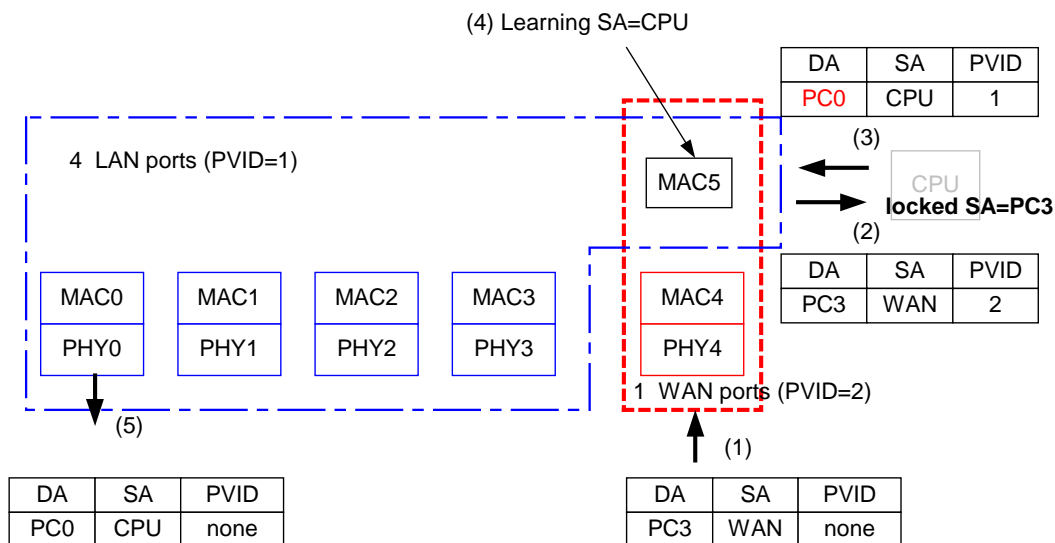 (4) Learning SA=CPU
DA SA PVID
PC0 CPU 1
4 LAN ports (PVID=1)
(3)
MAC5
CPU
locked SA=PC3
(2)
DA SA PVID
PC3 WAN 2
MAC0 MAC1 MAC2 MAC3 MAC4
PHY0 PHY1 PHY2 PHY3 PHY4
1 WAN ports (PVID=2)
(5)
(1)
DA SA PVID
PC0 CPU none
DA SA PVID
PC3 WAN none